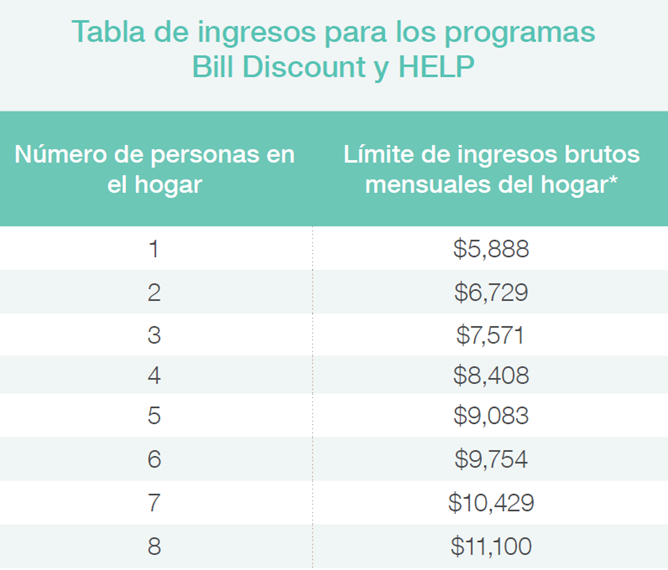 Tabla de ingresos para los programas
Bill Discount y HELP
Número de personas en
el hogar
Límite de ingresos brutos
mensuales del hogar*
1 $5,888
2 $6,729
3 $7,571
4 $8,408
5 $9,083
6 $9,754
7 $10,429
8 $11,100